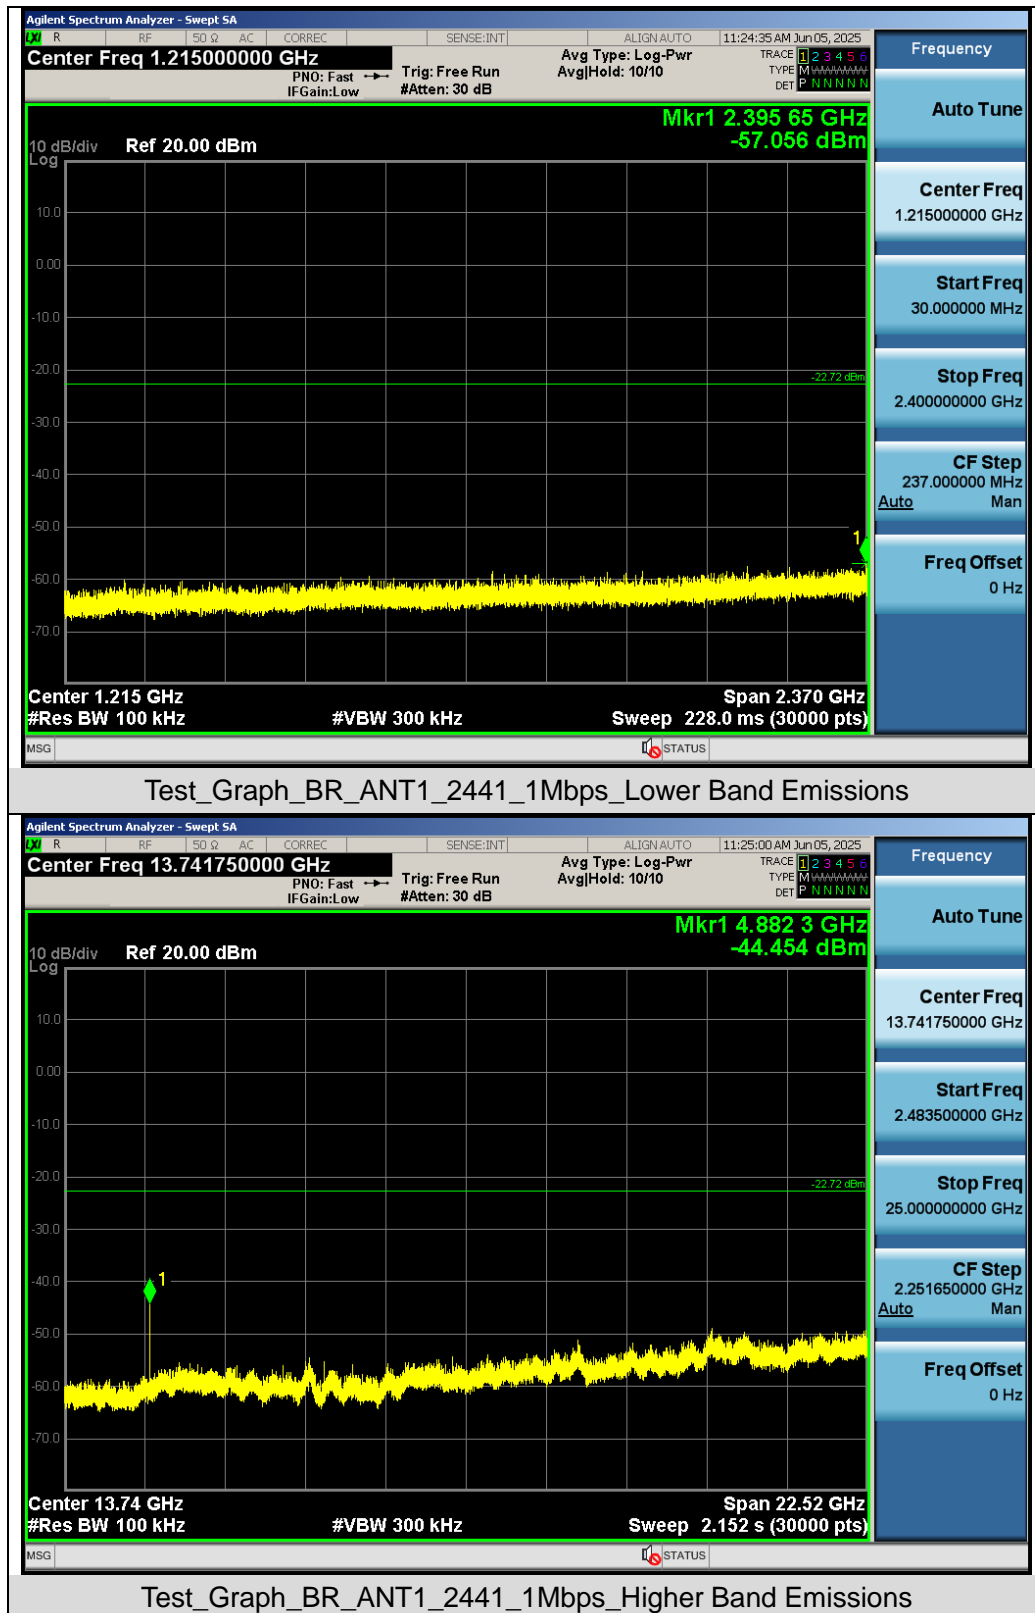 Agilent Spectrum Analyzer - Swept SA
LXI R RF 50 Ω AC CORREC SENSE:INT ALIGN AUTO 11:24:35 AM Jun 05, 2025
Center Freq 1.215000000 GHz
PNO: Fast
IFGain:Low
Trig: Free Run
#Atten: 30 dB
Avg Type: Log-Pwr
Avg|Hold: 10/10
TRACE 1 2 3 4 5 6
TYPE M
DET P N N N N N
Mkr1 2.395 65 GHz
-57.056 dBm
10 dB/div Ref 20.00 dBm
Log
10.0
0.00
-10.0
-20.0
-22.72 dBm
-30.0
-40.0
-50.0
1
-60.0
-70.0
Center 1.215 GHz Span 2.370 GHz
#Res BW 100 kHz #VBW 300 kHz Sweep 228.0 ms (30000 pts)
MSG STATUS
Frequency
Auto Tune
Center Freq
1.215000000 GHz
Start Freq
30.000000 MHz
Stop Freq
2.400000000 GHz
CF Step
237.000000 MHz
Auto Man
Freq Offset
0 Hz
Test_Graph_BR_ANT1_2441_1Mbps_Lower Band Emissions
Agilent Spectrum Analyzer - Swept SA
LXI R RF 50 Ω AC CORREC SENSE:INT ALIGN AUTO 11:25:00 AM Jun 05, 2025
Center Freq 13.741750000 GHz
PNO: Fast
IFGain:Low
Trig: Free Run
#Atten: 30 dB
Avg Type: Log-Pwr
Avg|Hold: 10/10
TRACE 1 2 3 4 5 6
TYPE M
DET P N N N N N
Mkr1 4.882 3 GHz
-44.454 dBm
10 dB/div Ref 20.00 dBm
Log
10.0
0.00
-10.0
-20.0
-22.72 dBm
-30.0
-40.0
1
-50.0
-60.0
-70.0
Center 13.74 GHz Span 22.52 GHz
#Res BW 100 kHz #VBW 300 kHz Sweep 2.152 s (30000 pts)
MSG STATUS
Frequency
Auto Tune
Center Freq
13.741750000 GHz
Start Freq
2.483500000 GHz
Stop Freq
25.000000000 GHz
CF Step
2.251650000 GHz
Auto Man
Freq Offset
0 Hz
Test_Graph_BR_ANT1_2441_1Mbps_Higher Band Emissions